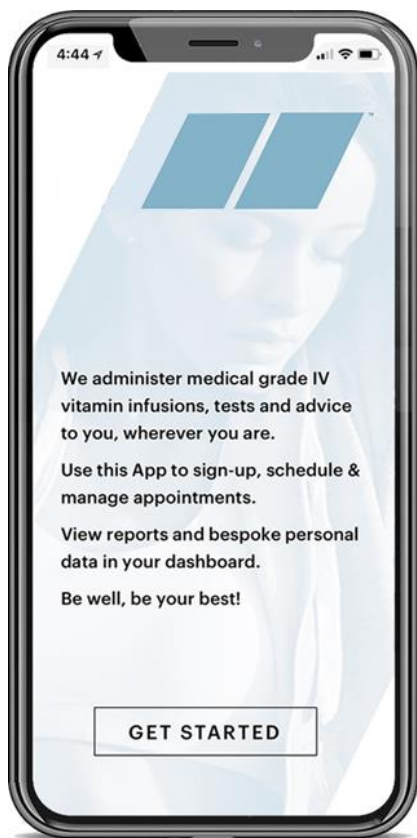 4:44
™
We administer medical grade IV
vitamin infusions, tests and advice
to you, wherever you are.
Use this App to sign-up, schedule &
manage appointments.
View reports and bespoke personal
data in your dashboard.
Be well, be your best!
GET STARTED